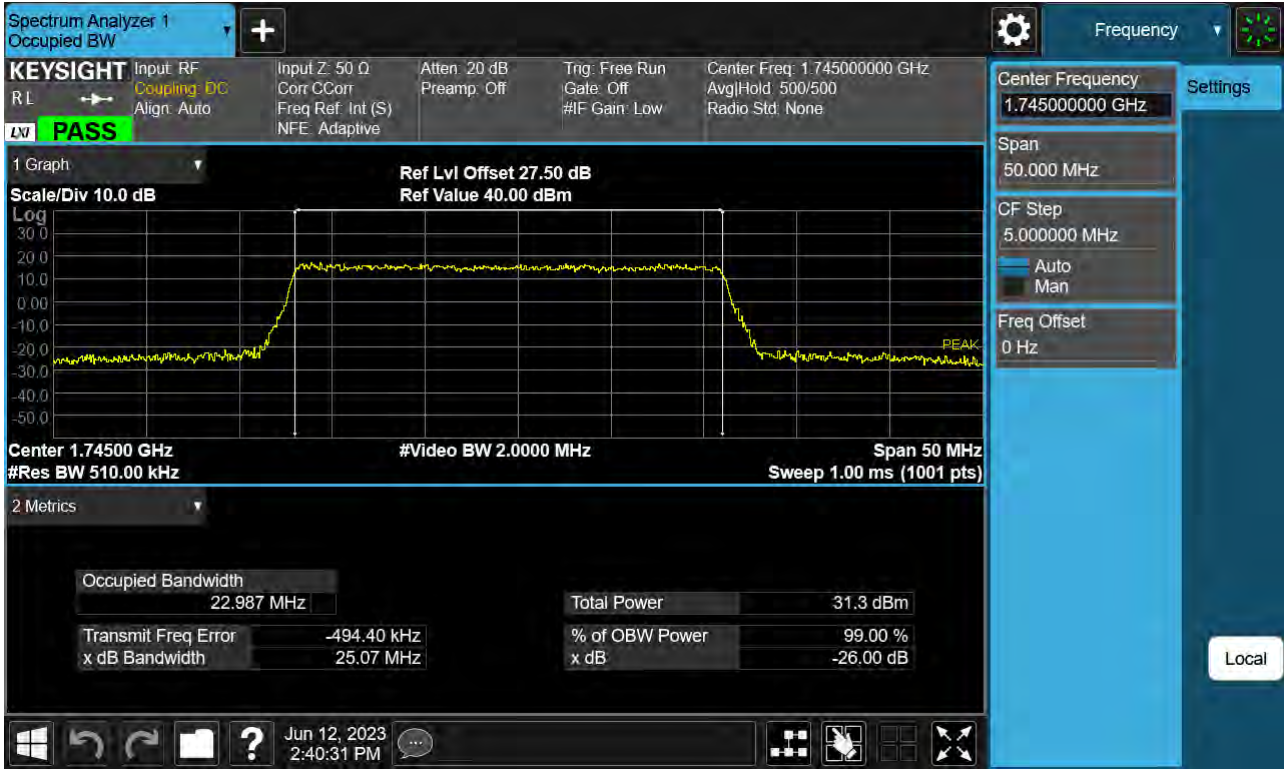 Spectrum Analyzer 1
Occupied BW
+
Frequency
KEYSIGHT
RL
LXI
PASS
Input: RF
Coupling: DC
Align: Auto
Input Z: 50 Ω
Corr CCorr
Freq Ref: Int (S)
NFE: Adaptive
Atten: 20 dB
Preamp: Off
Trig: Free Run
Gate: Off
#IF Gain: Low
Center Freq: 1.745000000 GHz
Avg|Hold: 500/500
Radio Std: None
1 Graph
Scale/Div 10.0 dB
Ref Lvl Offset 27.50 dB
Ref Value 40.00 dBm
Log
30.0
20.0
10.0
0.00
-10.0
-20.0
-30.0
-40.0
-50.0
PEAK
Center 1.74500 GHz
#Video BW 2.0000 MHz
Span 50 MHz
#Res BW 510.00 kHz
Sweep 1.00 ms (1001 pts)
2 Metrics
Occupied Bandwidth
22.987 MHz
Total Power 31.3 dBm
Transmit Freq Error -494.40 kHz
% of OBW Power 99.00 %
x dB Bandwidth 25.07 MHz
x dB -26.00 dB
Center Frequency
1.745000000 GHz
Settings
Span
50.000 MHz
CF Step
5.000000 MHz
Auto
Man
Freq Offset
0 Hz
Local
?
Jun 12, 2023
2:40:31 PM